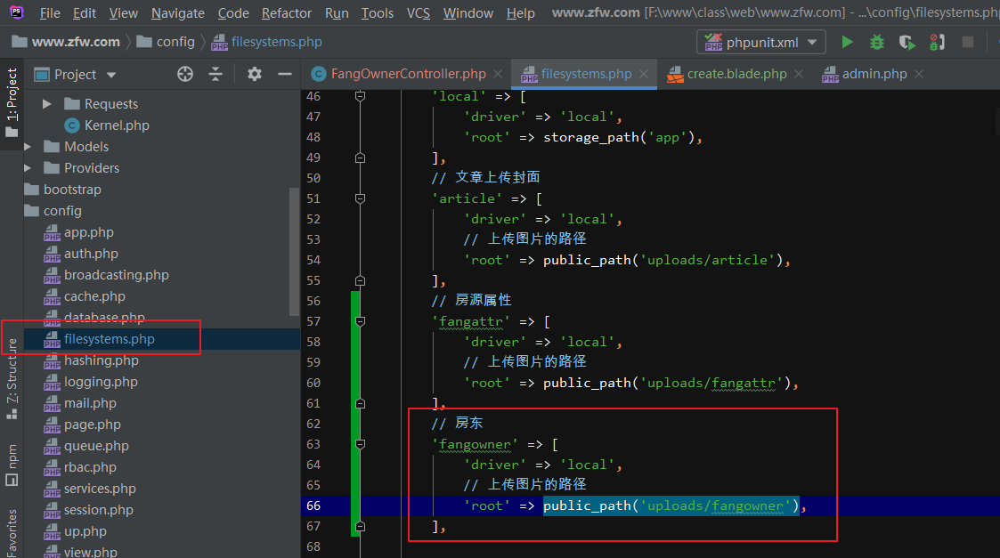 PS File Edit View Navigate Code Refactor Run Tools VCS Window Help www.zfw.com [F:\www\class\web\www.zfw.com] - ...\config\filesystems.php
www.zfw.com config filesystems.php phpunit.xml
1: Project
Project
FangOwnerController.php filesystems.php create.blade.php admin.php
Requests
Kernel.php
Models
Providers
bootstrap
config
app.php
auth.php
broadcasting.php
cache.php
database.php
filesystems.php
hashing.php
logging.php
mail.php
page.php
queue.php
rbac.php
services.php
session.php
up.php
view.php
Z: Structure
npm
Favorites
46 'local' => [
47 'driver' => 'local',
48 'root' => storage_path('app'),
49 ],
50 // 文章上传封面
51 'article' => [
52 'driver' => 'local',
53 // 上传图片的路径
54 'root' => public_path('uploads/article'),
55 ],
56 // 房源属性
57 'fangattr' => [
58 'driver' => 'local',
59 // 上传图片的路径
60 'root' => public_path('uploads/fangattr'),
61 ],
62 // 房东
63 'fangowner' => [
64 'driver' => 'local',
65 // 上传图片的路径
66 'root' => public_path('uploads/fangowner'),
67 ],
68